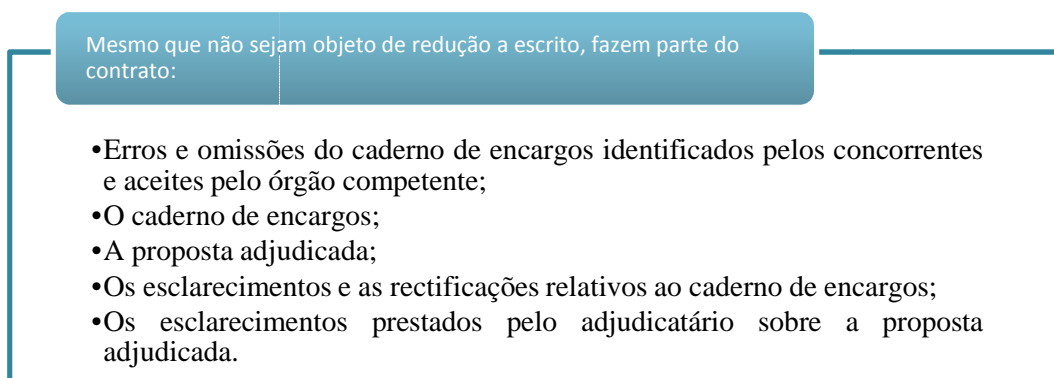 Mesmo que não sejam objeto de redução a escrito, fazem parte do
contrato:
•Erros e omissões do caderno de encargos identificados pelos concorrentes
e aceites pelo órgão competente;
•O caderno de encargos;
•A proposta adjudicada;
•Os esclarecimentos e as rectificações relativos ao caderno de encargos;
•Os esclarecimentos prestados pelo adjudicatário sobre a proposta
adjudicada.